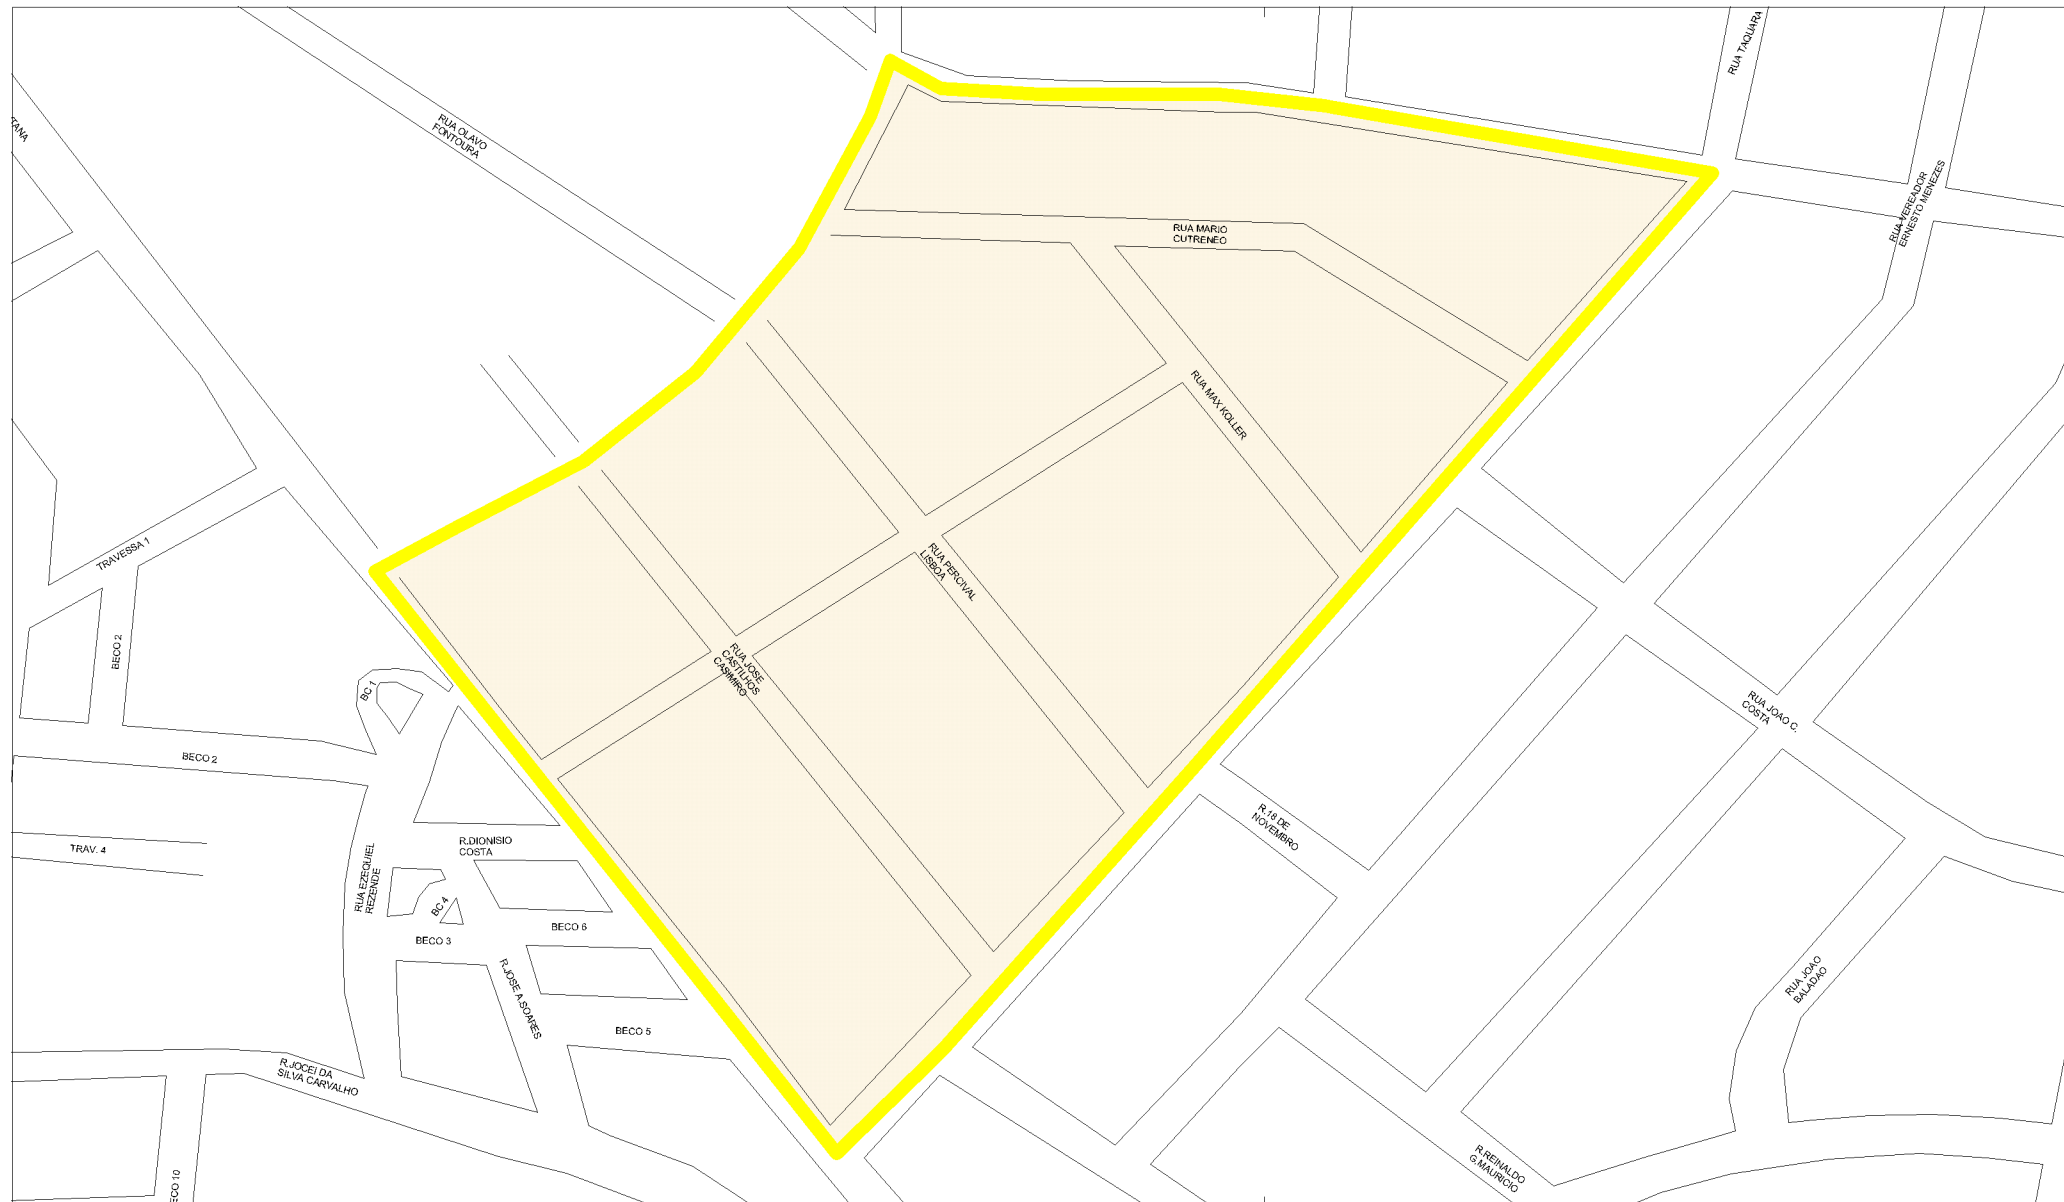 RUA TAQUARA
TANA
RUA OLAVO
FONTOURA
RUA VEREADOR
ERNESTO MENEZES
RUA MARIO
CUTRENEO
RUA MAX KOLLER
TRAVESSA 1
RUA PERCIVAL
LISBOA
BECO 2
RUA JOSE
CASTILHOS
CASIMIRO
BC 1
RUA JOAO C.
COSTA
BECO 2
R.18 DE
NOVEMBRO
R.DIONISIO
COSTA
TRAV. 4
RUA EZEQUIEL
REZENDE
BC 4
BECO 6
BECO 3
RUA JOAO
BALADAO
R.JOSE A.SOARES
BECO 5
R.JOCEI DA
SILVA CARVALHO
R.REINALDO
G.MAURICIO
ECO 10